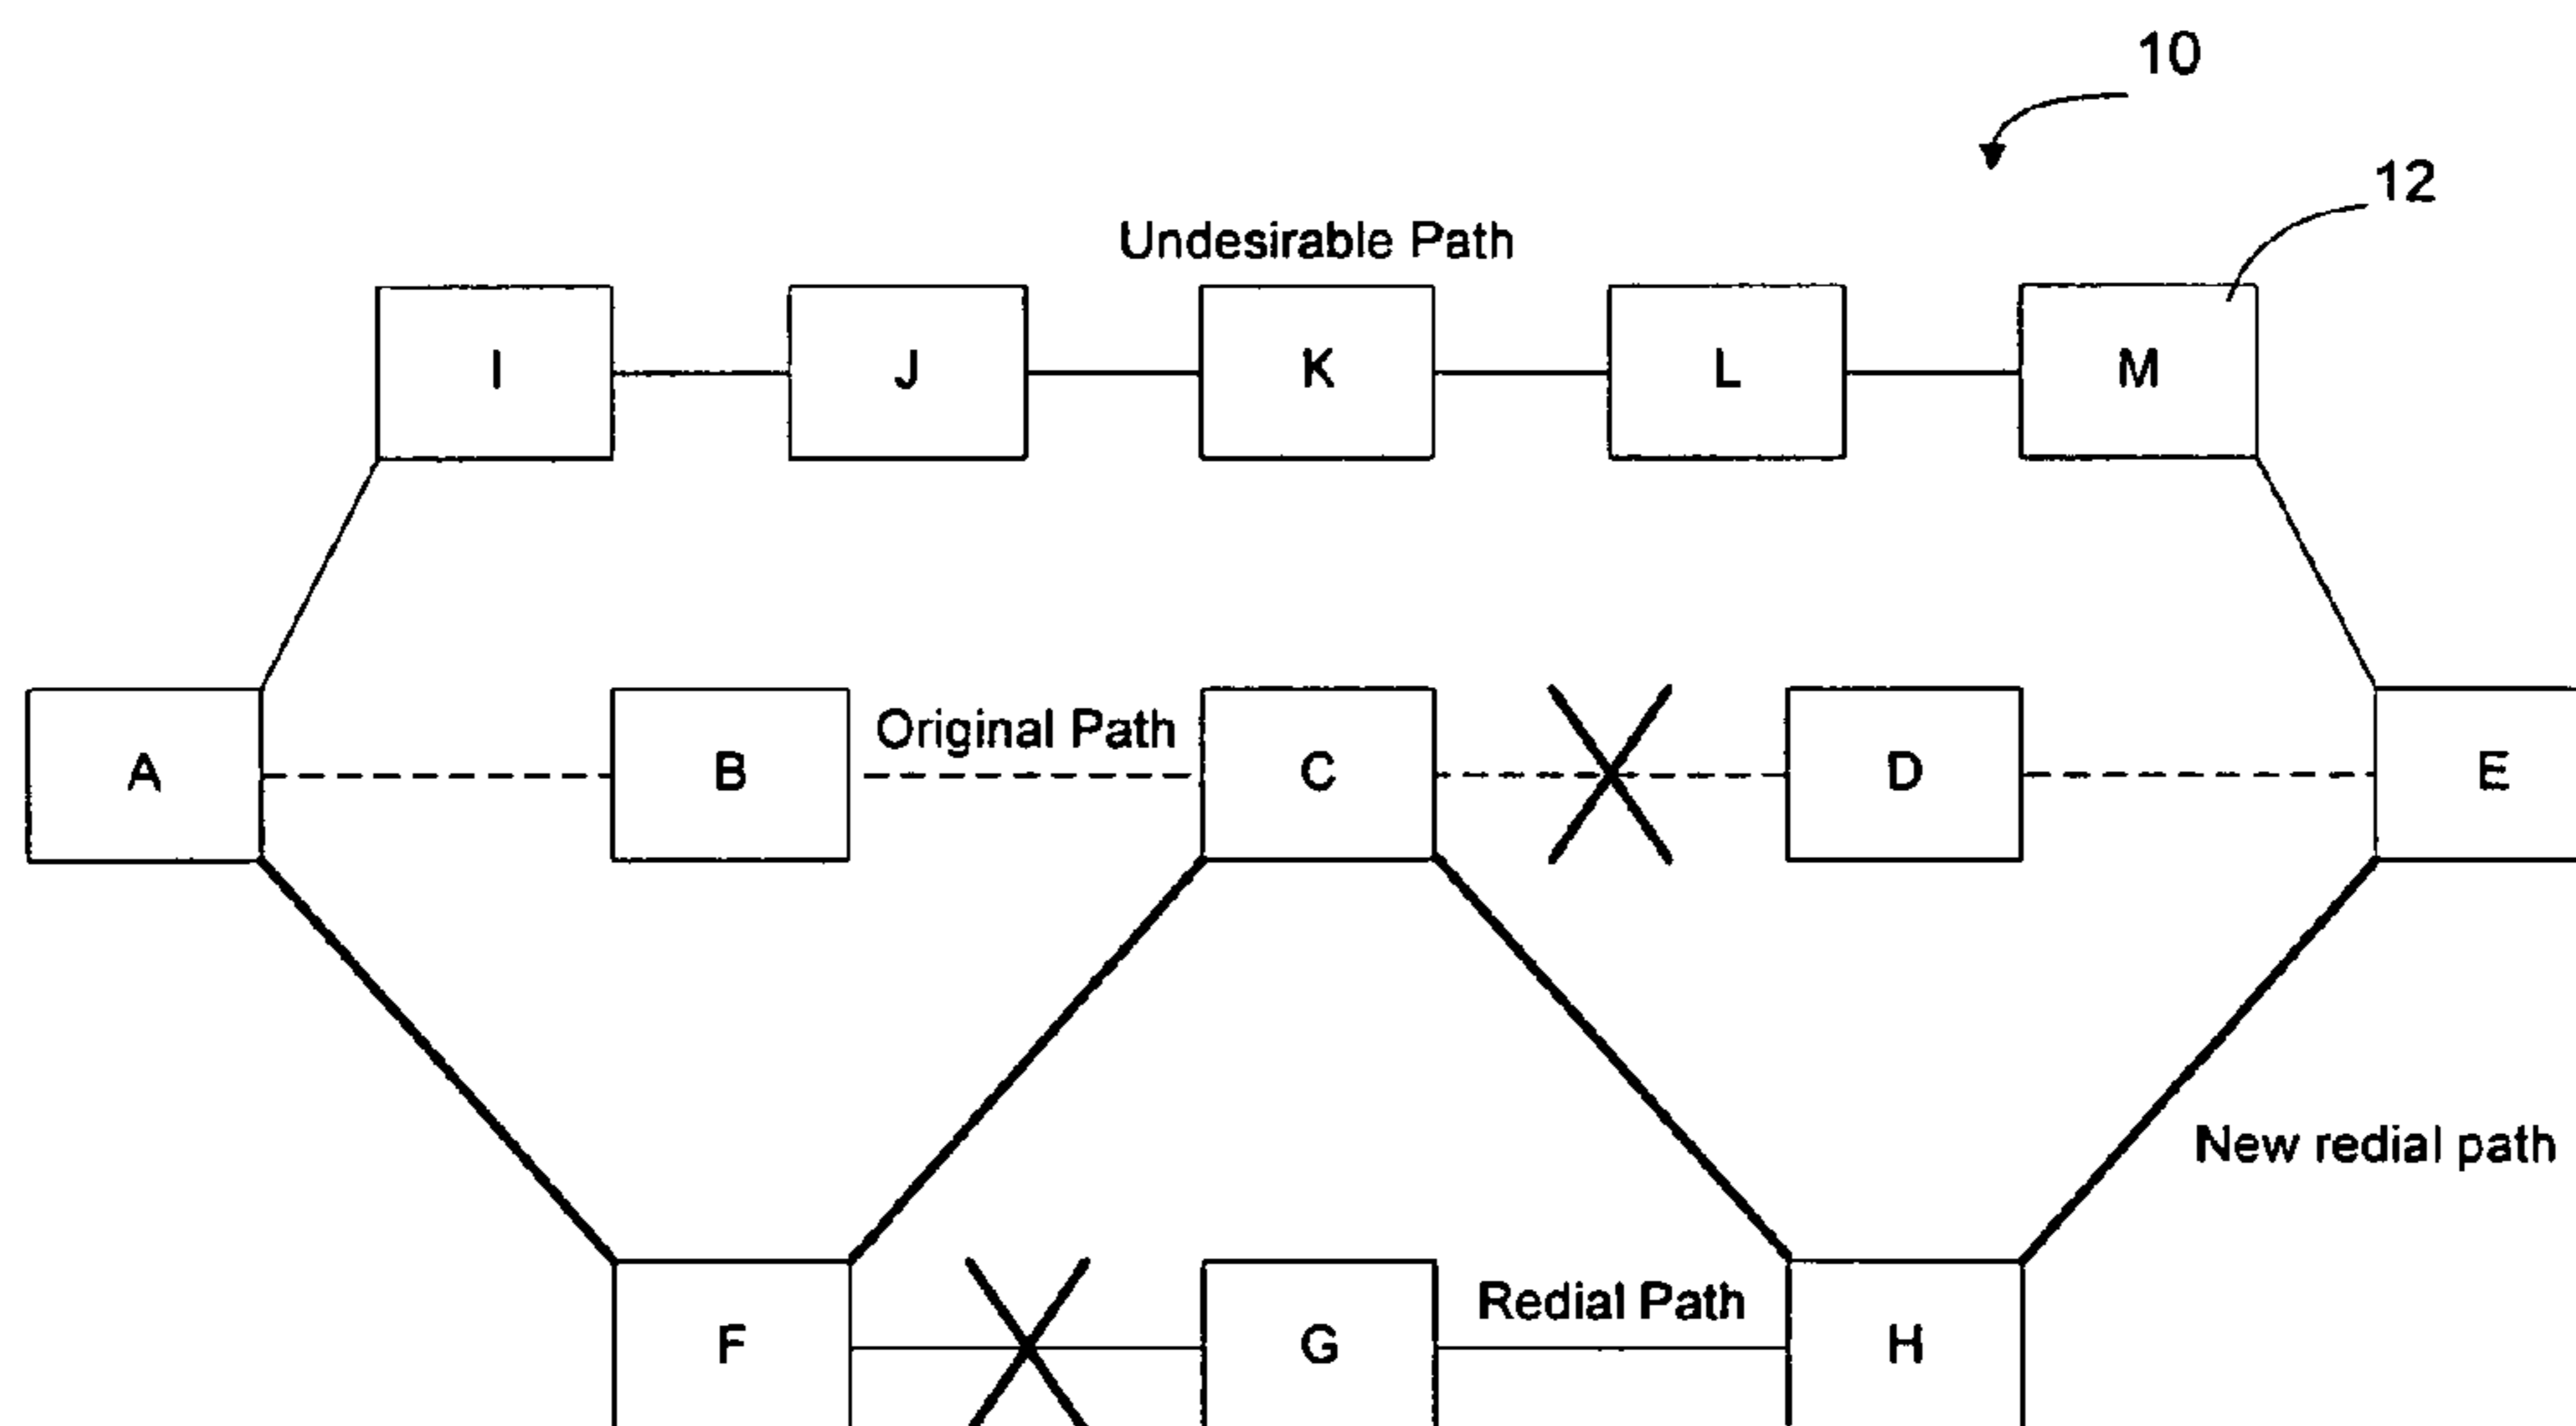 10
12
Undesirable Path
I J K L M
Original Path
A B C D E
New redial path
Redial Path
F G H